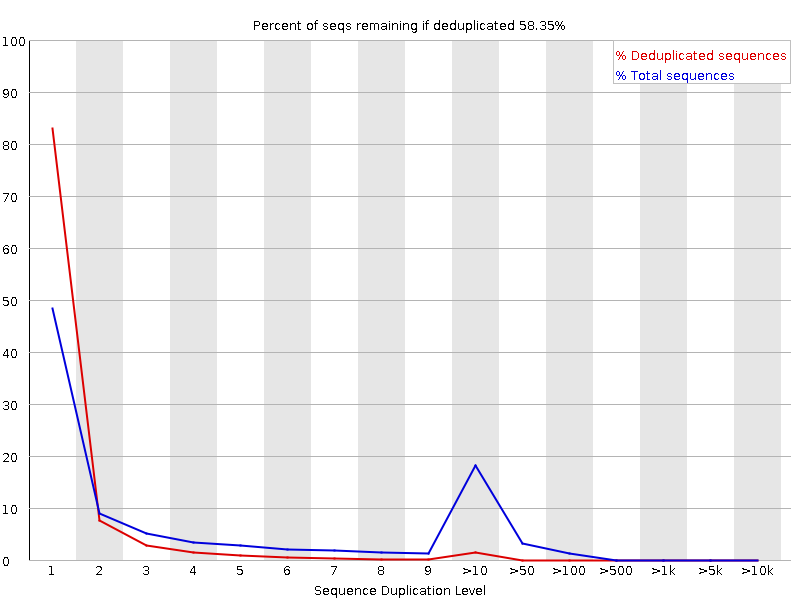 Percent of seqs remaining if deduplicated 58.35%
% Deduplicated sequences
% Total sequences
100
90
80
70
60
50
40
30
20
10
0
1 2 3 4 5 6 7 8 9 >10 >50 >100 >500 >1k >5k >10k
Sequence Duplication Level